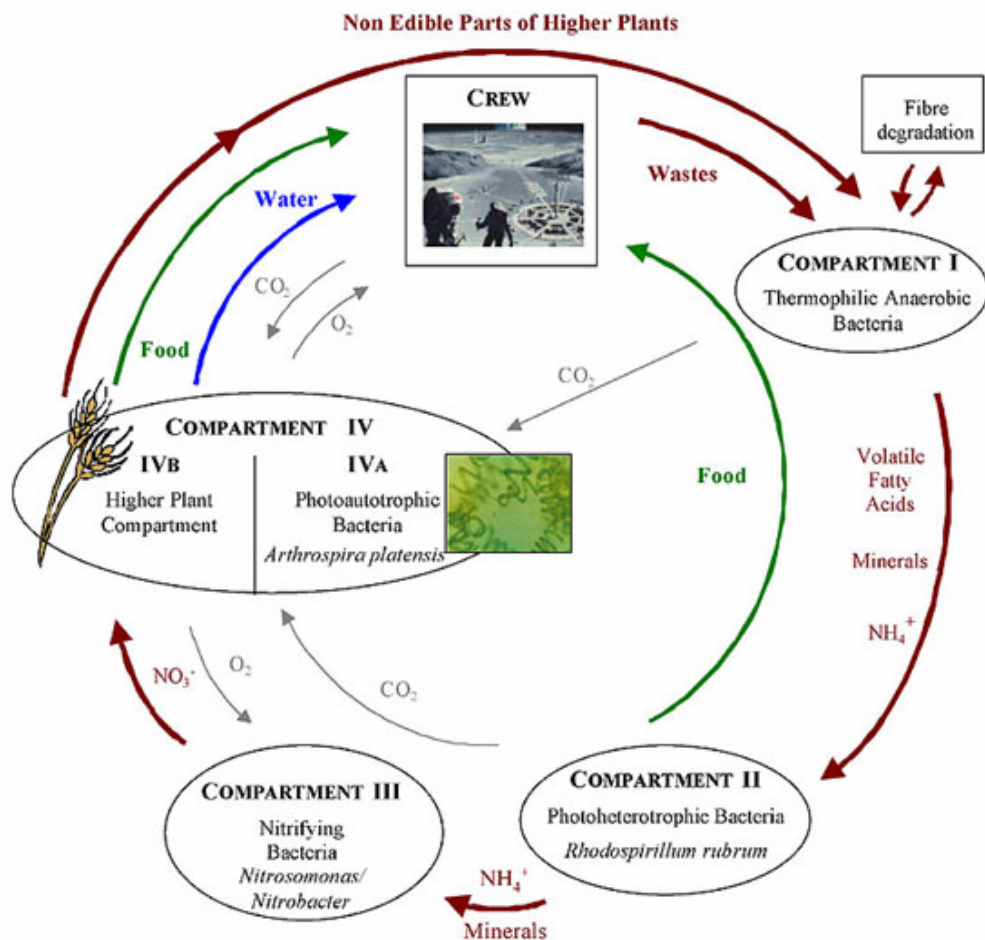 Non Edible Parts of Higher Plants
CREW
Fibre
degradation
Wastes
Water
CO₂
O₂
Food
COMPARTMENT I
Thermophilic Anaerobic
Bacteria
CO₂
COMPARTMENT IV
IVB
Higher Plant
Compartment
IVA
Photoautotrophic
Bacteria
Arthrospira platensis
Food
Volatile
Fatty
Acids
Minerals
NH₄⁺
NO₃⁻
O₂
CO₂
COMPARTMENT III
Nitrifying
Bacteria
Nitrosomonas/
Nitrobacter
COMPARTMENT II
Photoheterotrophic Bacteria
Rhodospirillum rubrum
NH₄⁺
Minerals